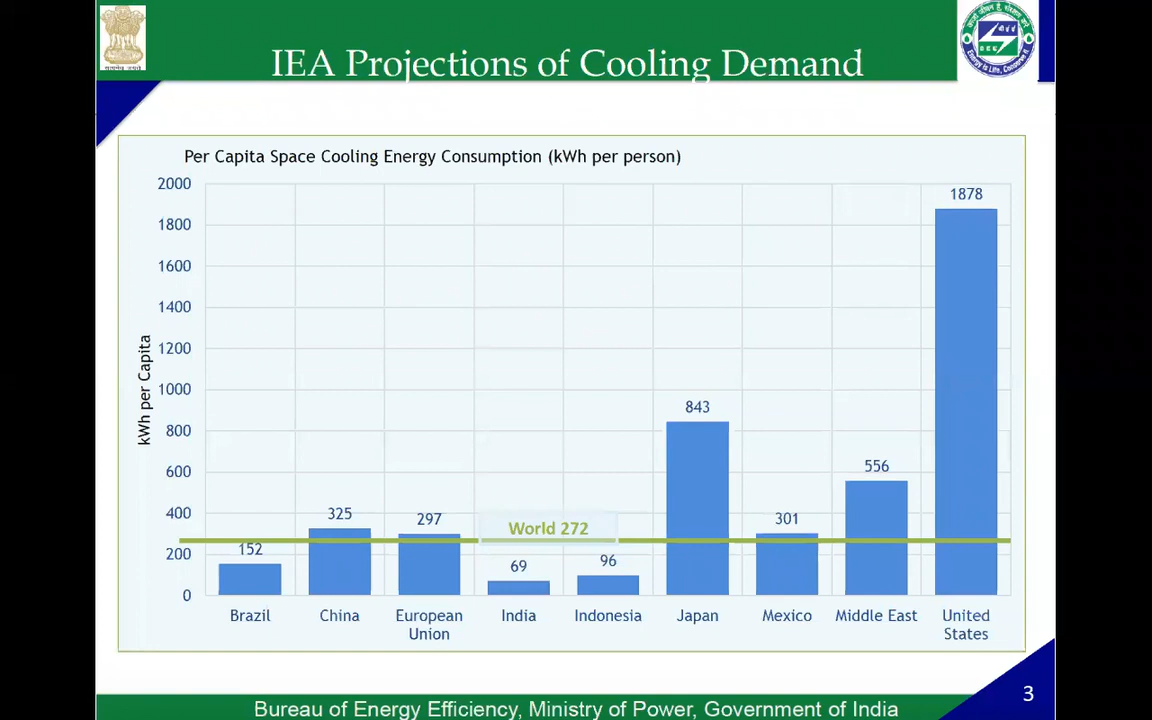 IEA Projections of Cooling Demand
Per Capita Space Cooling Energy Consumption (kWh per person)
kWh per Capita
2000
1800
1600
1400
1200
1000
800
600
400
200
0
152
325
297
World 272
69
96
843
301
556
1878
Brazil
China
European
Union
India
Indonesia
Japan
Mexico
Middle East
United
States
3
Bureau of Energy Efficiency, Ministry of Power, Government of India